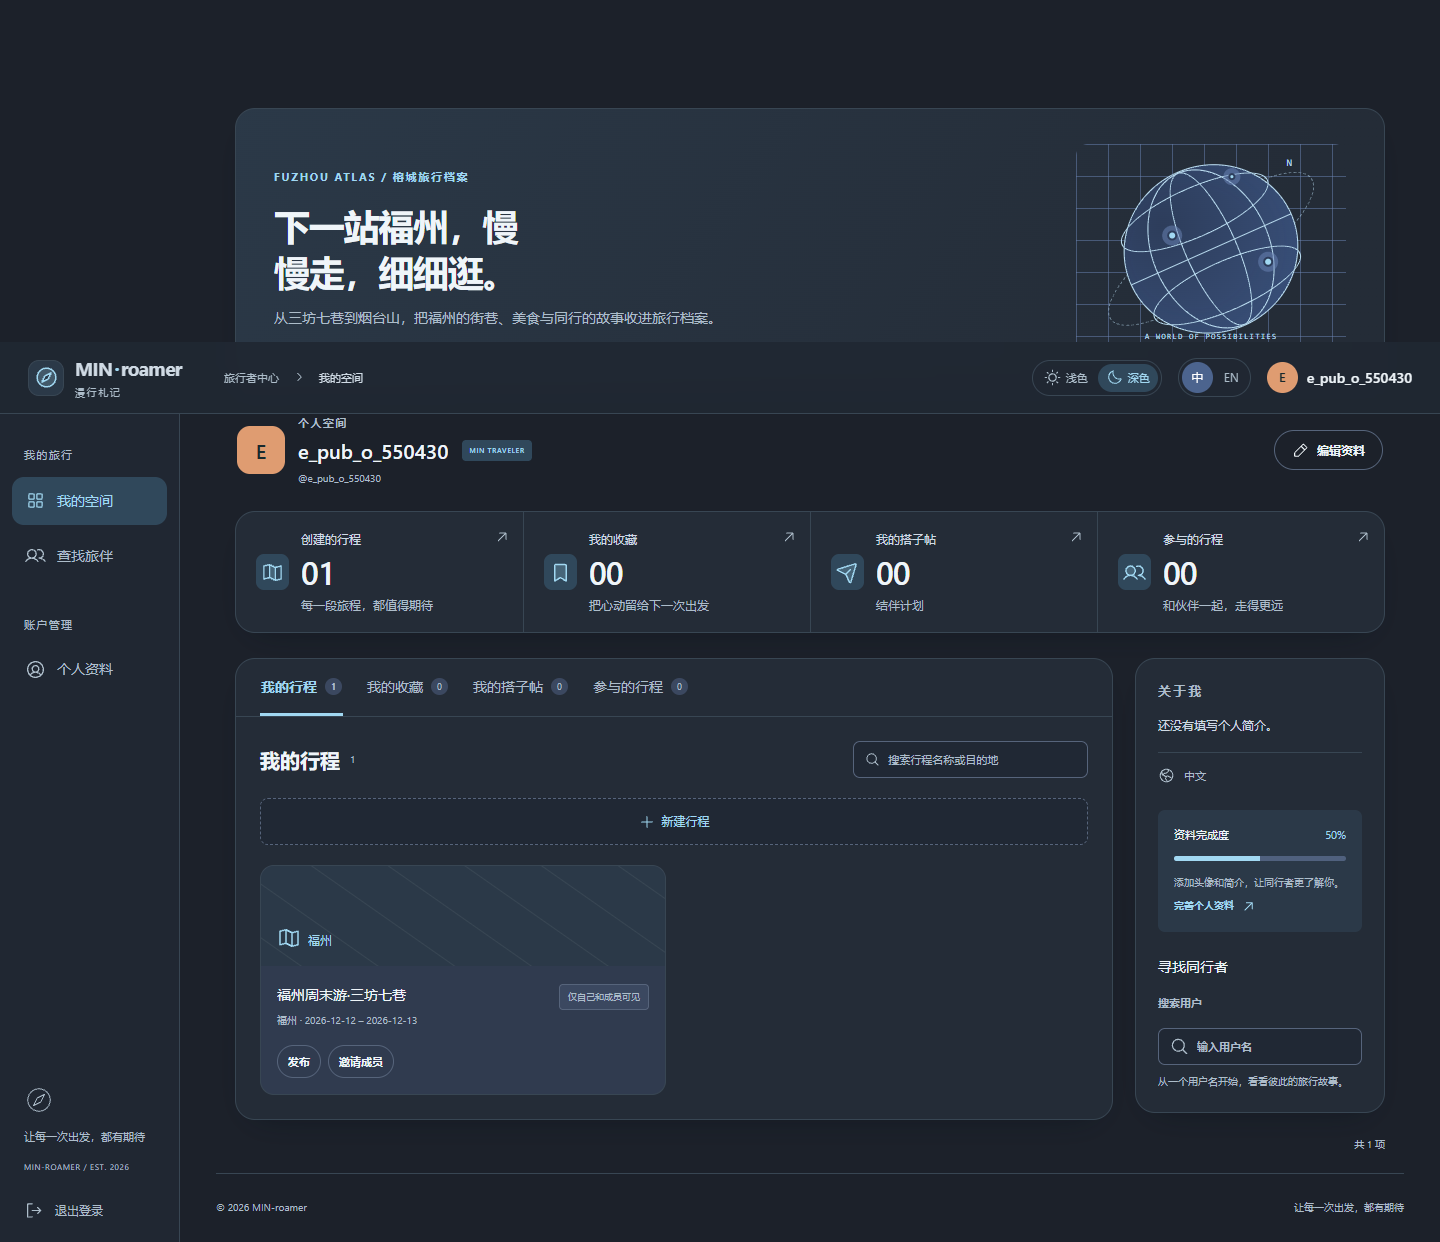 FUZHOU ATLAS / 榕城旅行档案
下一站福州，慢
慢走，细细逛。
从三坊七巷到烟台山，把福州的街巷、美食与同行的故事收进旅行档案。
N
A WORLD OF POSSIBILITIES
MIN·roamer
漫行札记
旅行者中心
我的空间
浅色
深色
中
EN
E
e_pub_o_550430
我的旅行
我的空间
查找旅伴
账户管理
个人资料
让每一次出发，都有期待
MIN-ROAMER / EST. 2026
退出登录
E
个人空间
e_pub_o_550430
MIN TRAVELER
@e_pub_o_550430
编辑资料
创建的行程
01
每一段旅程，都值得期待
我的收藏
00
把心动留给下一次出发
我的搭子帖
00
结伴计划
参与的行程
00
和伙伴一起，走得更远
我的行程 1
我的收藏 0
我的搭子帖 0
参与的行程 0
我的行程 1
搜索行程名称或目的地
新建行程
福州
福州周末游·三坊七巷
仅自己和成员可见
福州 · 2026-12-12 – 2026-12-13
发布
邀请成员
关于我
还没有填写个人简介。
中文
资料完成度
50%
添加头像和简介，让同行者更了解你。
完善个人资料
寻找同行者
搜索用户
输入用户名
从一个用户名开始，看看彼此的旅行故事。
共 1 项
© 2026 MIN-roamer
让每一次出发，都有期待